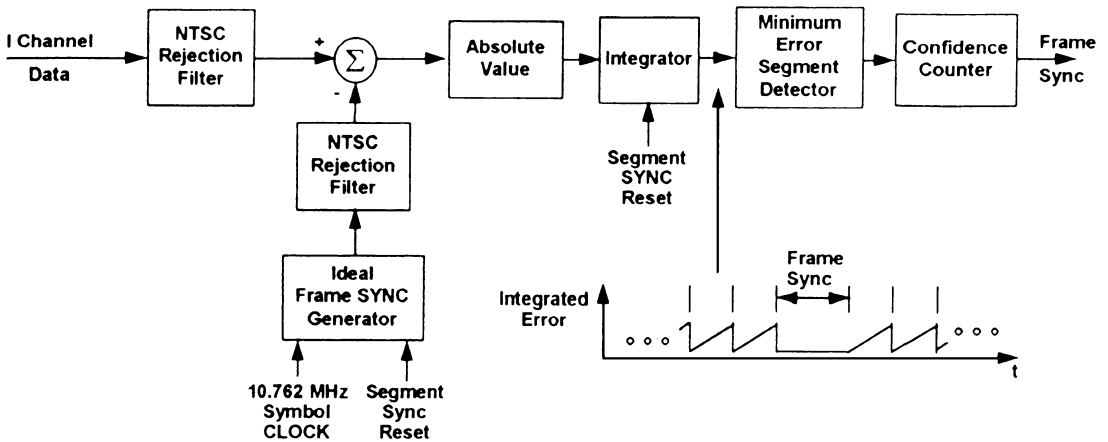 I Channel
Data
NTSC
Rejection
Filter
+
Σ
-
Absolute
Value
Integrator
Minimum
Error
Segment
Detector
Confidence
Counter
Frame
Sync
NTSC
Rejection
Filter
Segment
SYNC
Reset
Ideal
Frame SYNC
Generator
10.762 MHz
Symbol
CLOCK
Segment
Sync
Reset
Integrated
Error
Frame
Sync
t